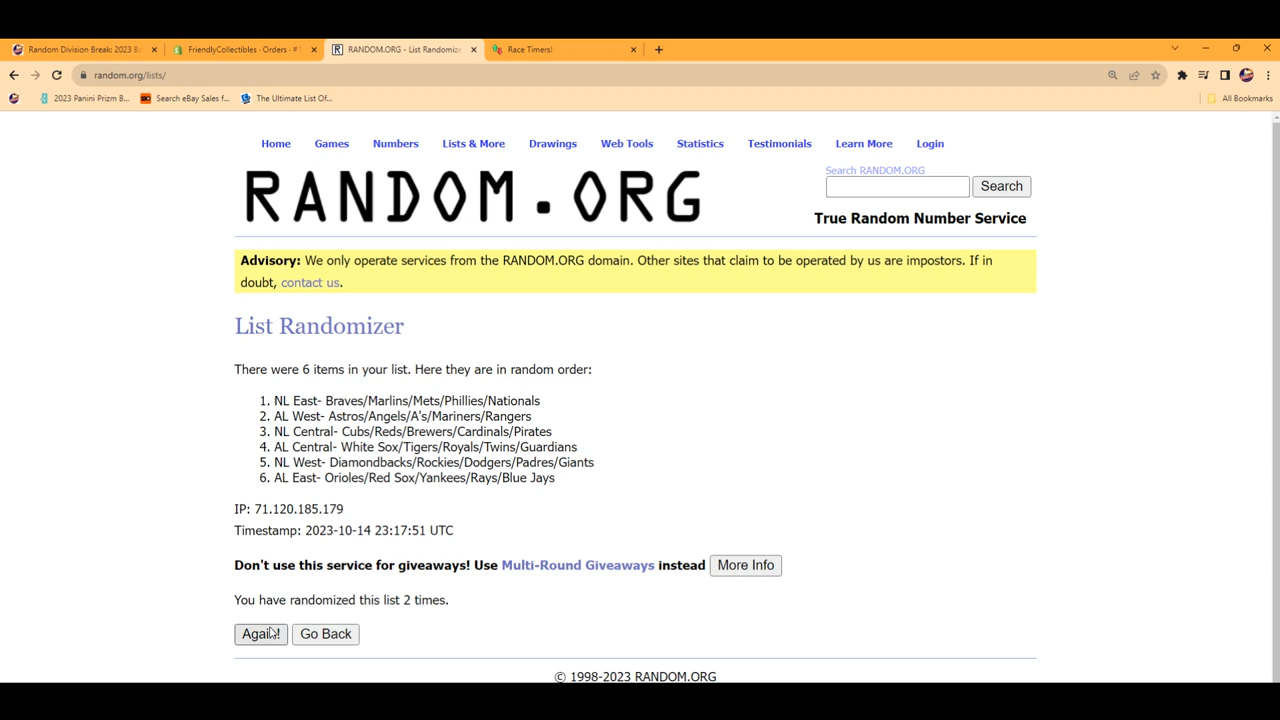 Random Division Break: 2023 Bo
FriendlyCollectibles · Orders · #1
RANDOM.ORG - List Randomize
Race Timers!
random.org/lists/
2023 Panini Prizm B...
Search eBay Sales f...
The Ultimate List Of...
All Bookmarks
Home Games Numbers Lists & More Drawings Web Tools Statistics Testimonials Learn More Login
RANDOM.ORG
Search RANDOM.ORG
Search
True Random Number Service
Advisory: We only operate services from the RANDOM.ORG domain. Other sites that claim to be operated by us are impostors. If in
doubt, contact us.
List Randomizer
There were 6 items in your list. Here they are in random order:
1. NL East- Braves/Marlins/Mets/Phillies/Nationals
2. AL West- Astros/Angels/A's/Mariners/Rangers
3. NL Central- Cubs/Reds/Brewers/Cardinals/Pirates
4. AL Central- White Sox/Tigers/Royals/Twins/Guardians
5. NL West- Diamondbacks/Rockies/Dodgers/Padres/Giants
6. AL East- Orioles/Red Sox/Yankees/Rays/Blue Jays
IP: 71.120.185.179
Timestamp: 2023-10-14 23:17:51 UTC
Don't use this service for giveaways! Use Multi-Round Giveaways instead More Info
You have randomized this list 2 times.
Again! Go Back
© 1998-2023 RANDOM.ORG